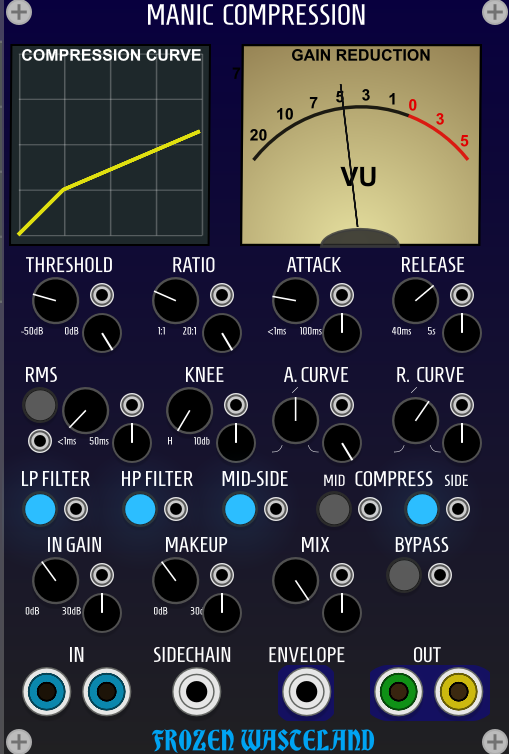 MANIC COMPRESSION
COMPRESSION CURVE
GAIN REDUCTION
7
20 10 7 5 3 1 0 3 5
VU
THRESHOLD RATIO ATTACK RELEASE
-50dB 0dB 1:1 20:1 <1ms 100ms 40ms 5s
RMS KNEE A. CURVE R. CURVE
<1ms 50ms H 10db
LP FILTER HP FILTER MID-SIDE MID COMPRESS SIDE
IN GAIN MAKEUP MIX BYPASS
0dB 30dB 0dB 30
IN SIDECHAIN ENVELOPE OUT
FROZEN WASTELAND